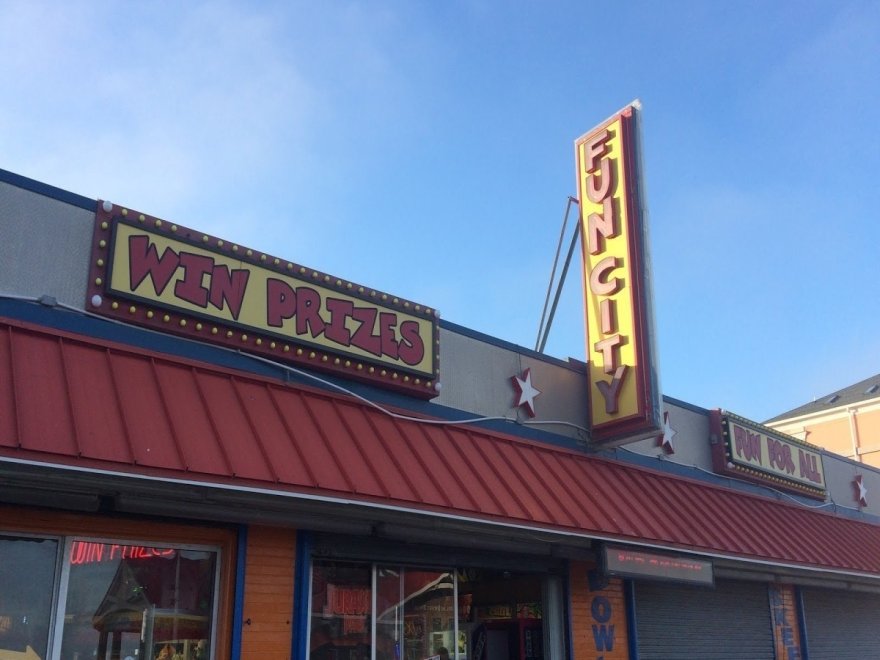 WIN PRIZES
FUN CITY
FUN FOR ALL
WIN PRIZES